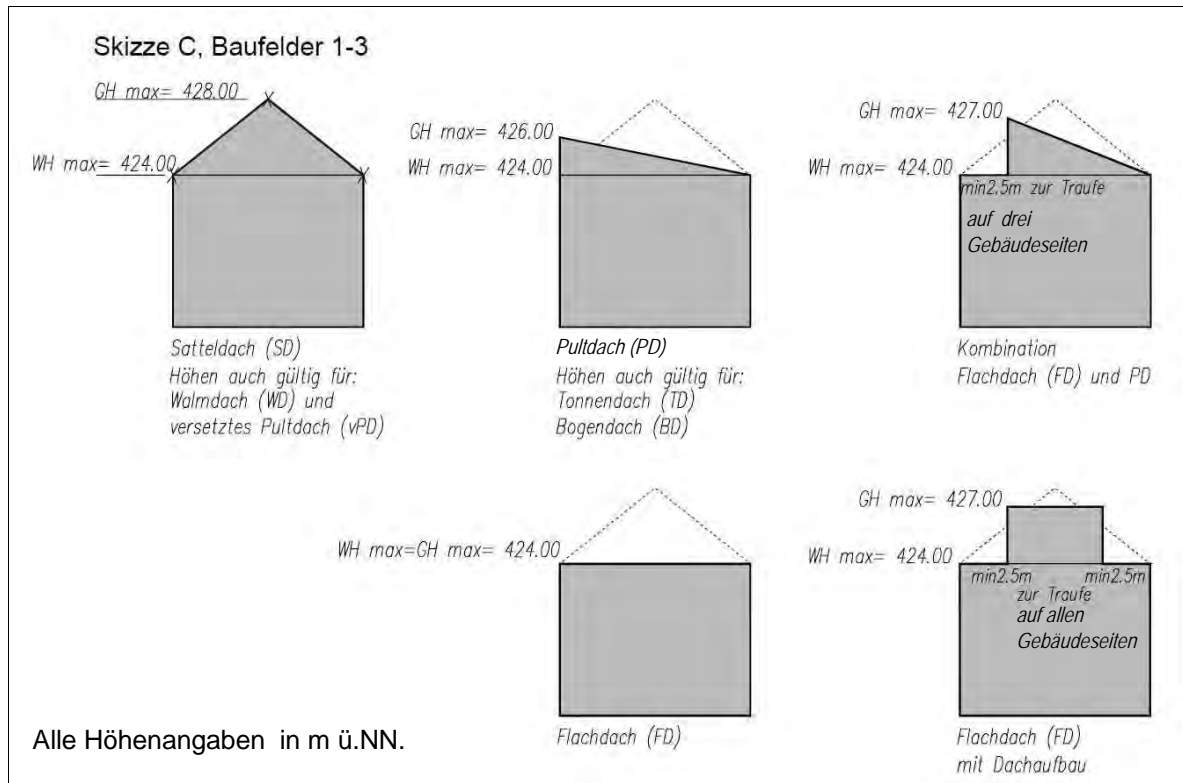 Skizze C, Baufelder 1-3
GH max= 428.00
WH max= 424.00
Satteldach (SD)
Höhen auch gültig für:
Walmdach (WD) und
versetztes Pultdach (vPD)
GH max= 426.00
WH max= 424.00
Pultdach (PD)
Höhen auch gültig für:
Tonnendach (TD)
Bogendach (BD)
GH max= 427.00
WH max= 424.00
min2.5m zur Traufe
auf drei
Gebäudeseiten
Kombination
Flachdach (FD) und PD
WH max=GH max= 424.00
Flachdach (FD)
GH max= 427.00
WH max= 424.00
min2.5m min2.5m
zur Traufe
auf allen
Gebäudeseiten
Flachdach (FD)
mit Dachaufbau
Alle Höhenangaben in m ü.NN.